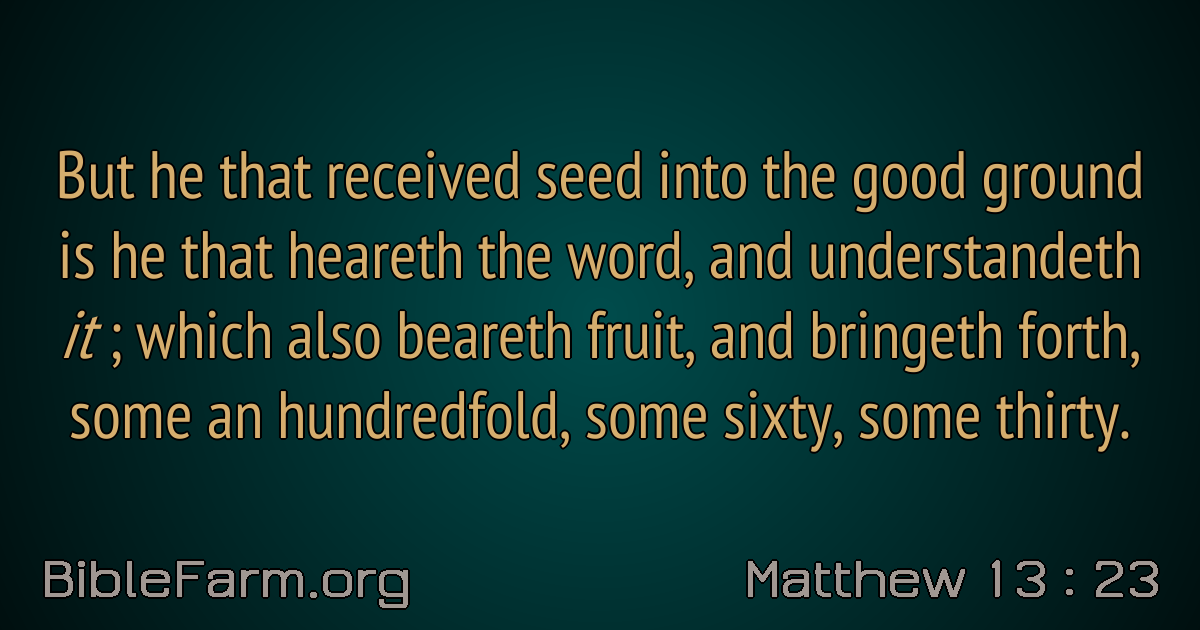 But he that received seed into the good ground
is he that heareth the word, and understandeth
it ; which also beareth fruit, and bringeth forth,
some an hundredfold, some sixty, some thirty.
BibleFarm.org
Matthew 13 : 23